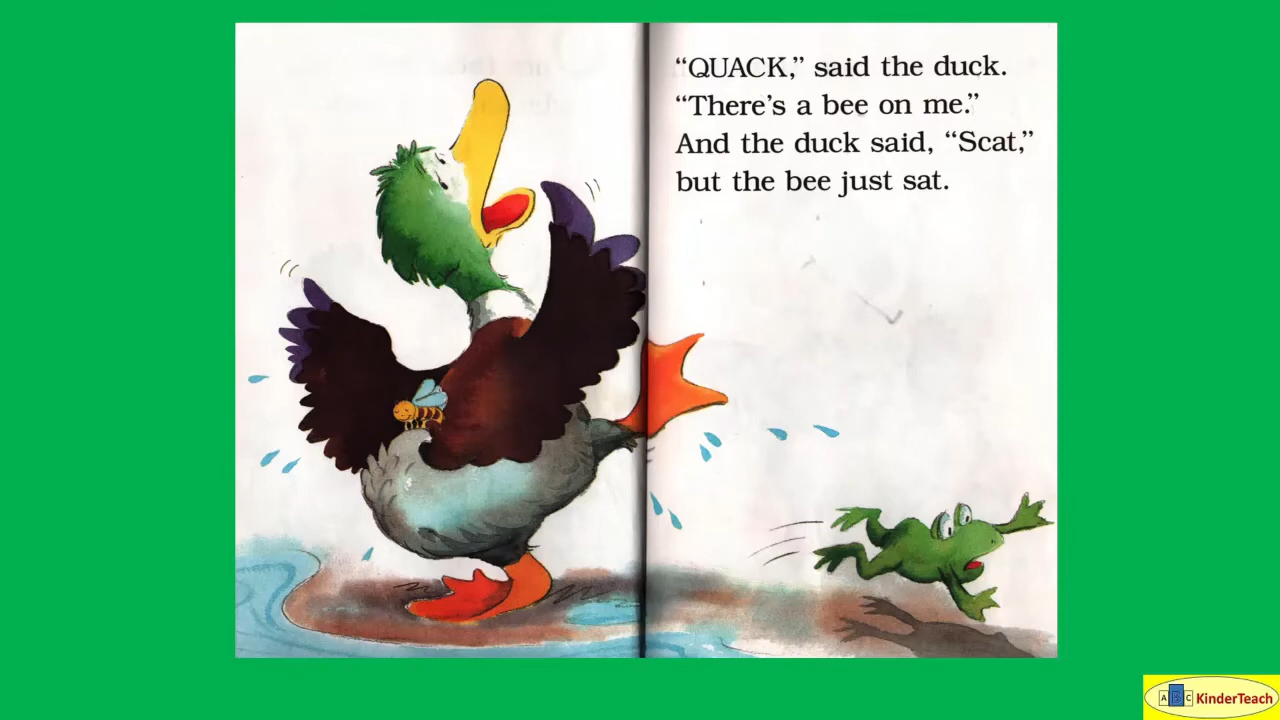 “QUACK,” said the duck.
“There’s a bee on me.”
And the duck said, “Scat,”
but the bee just sat.
ABC KinderTeach